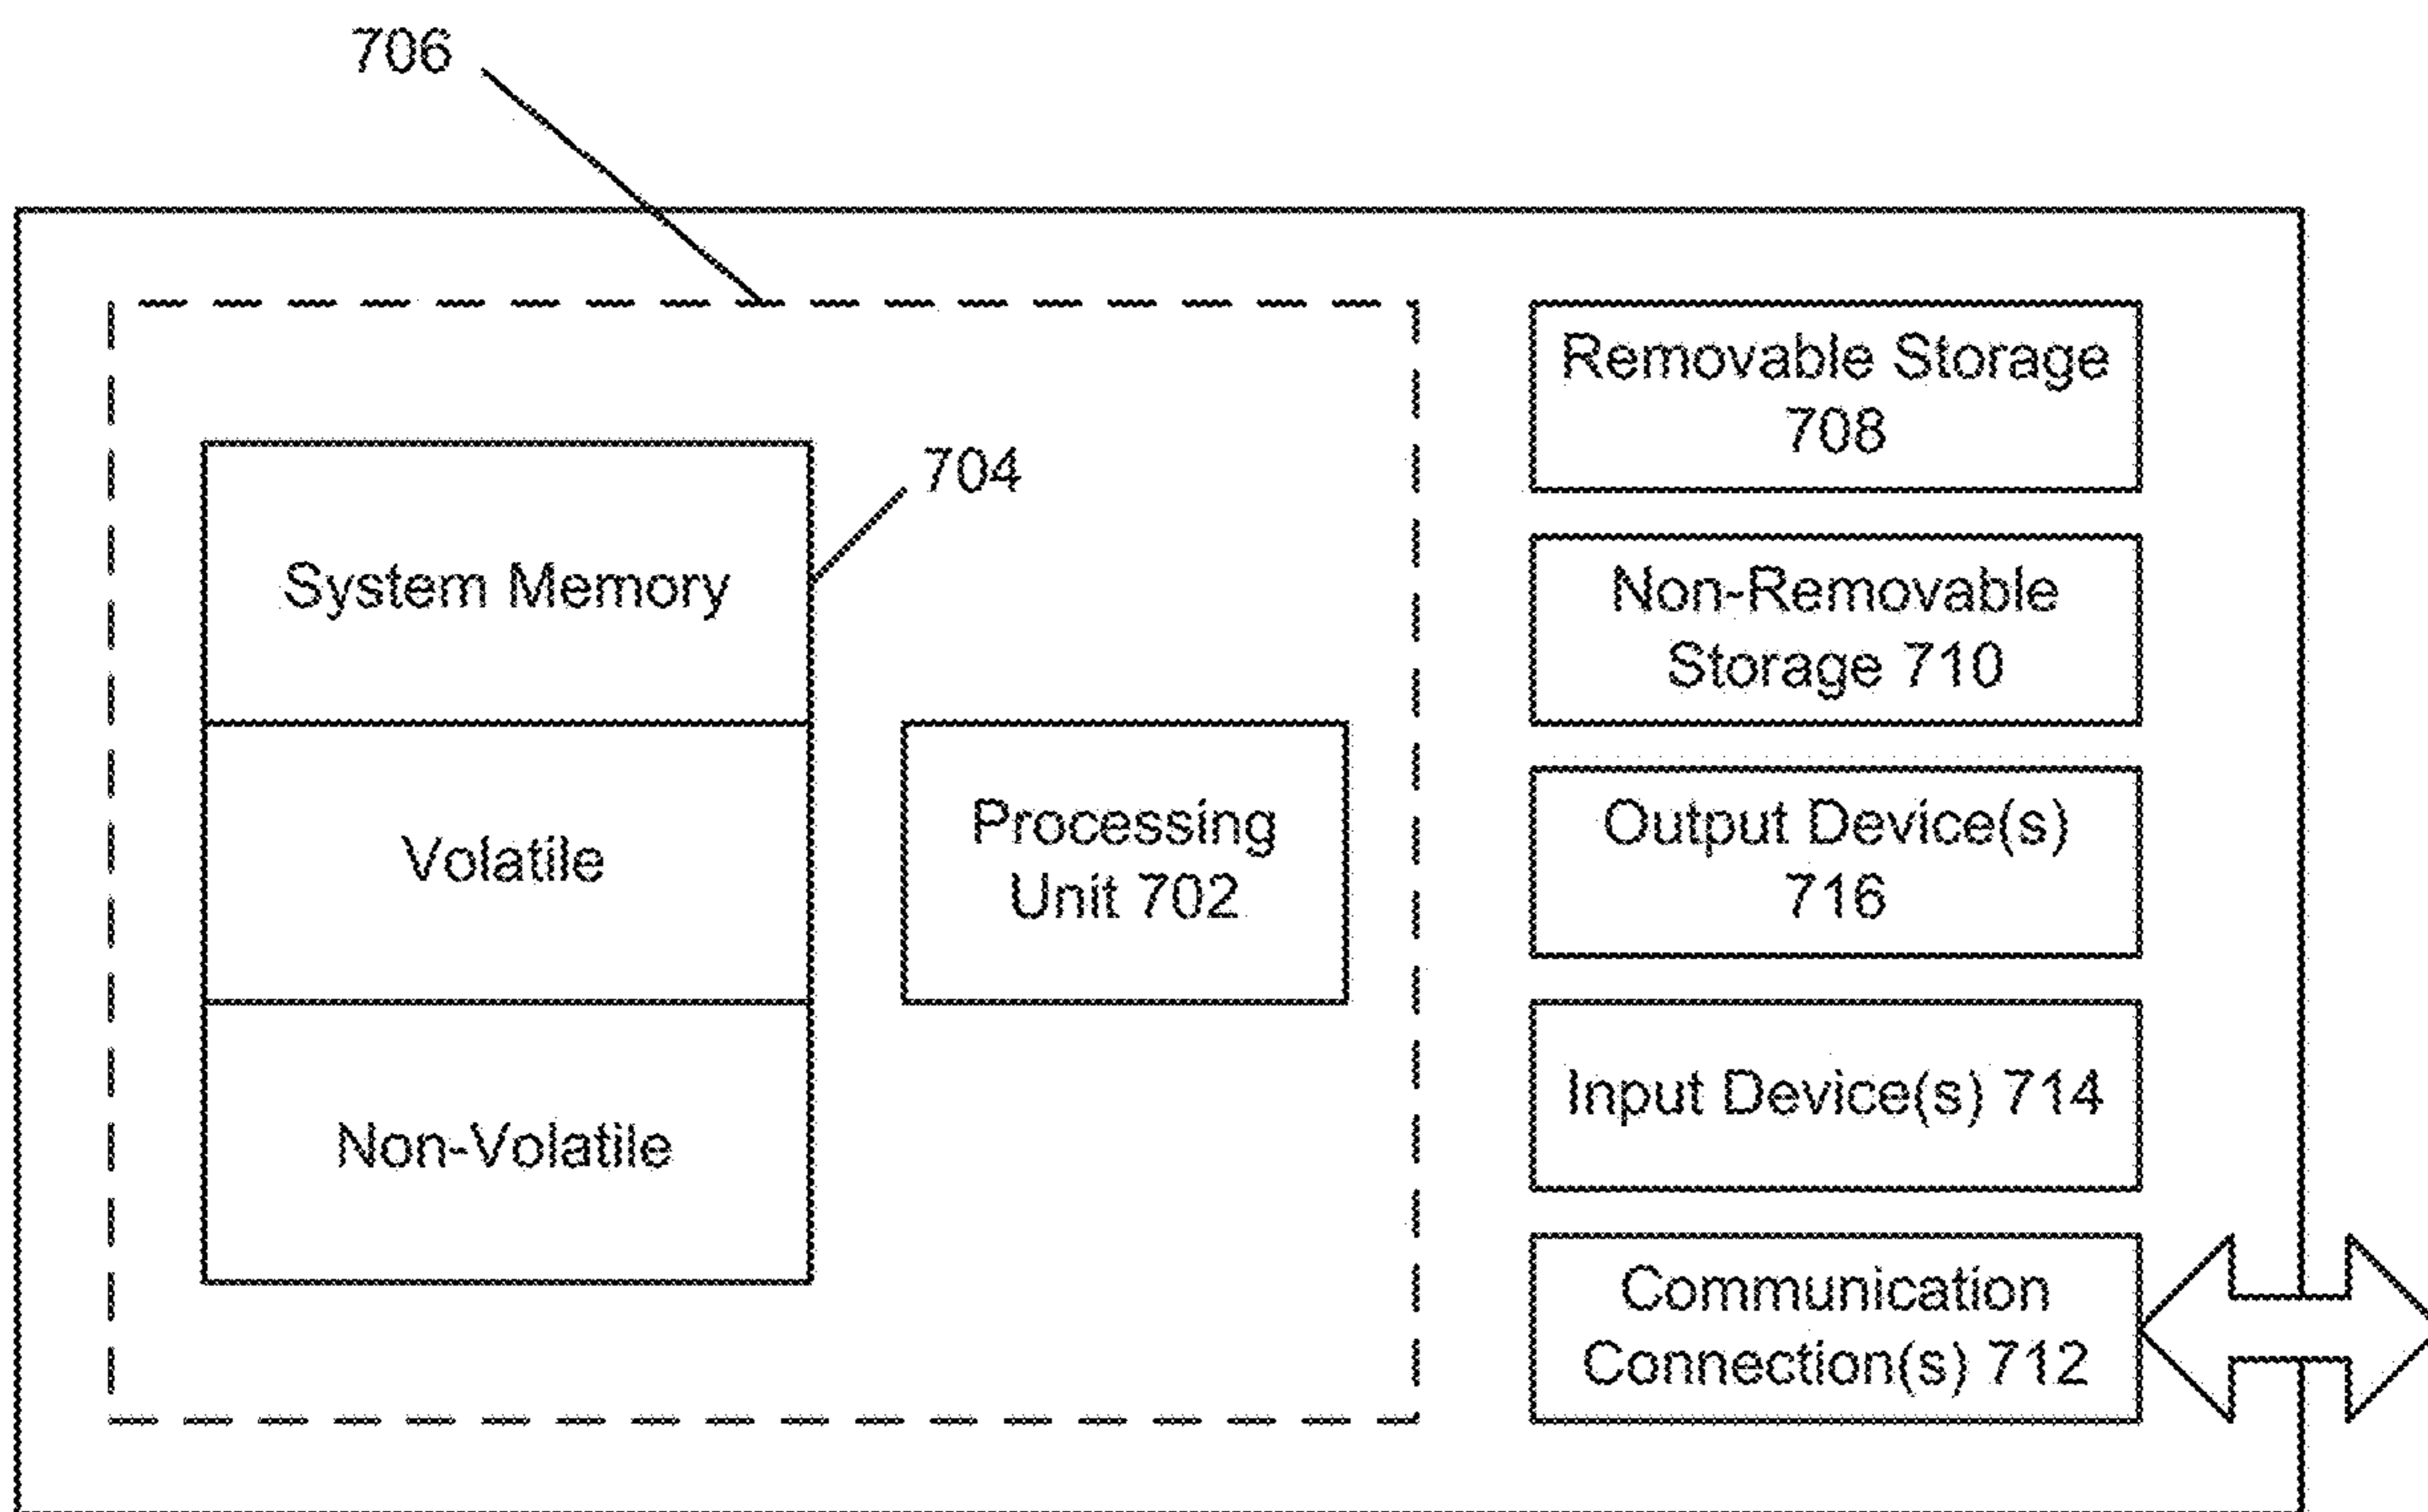 706
704
System Memory
Volatile
Non-Volatile
Processing
Unit 702
Removable Storage
708
Non-Removable
Storage 710
Output Device(s)
716
Input Device(s) 714
Communication
Connection(s) 712